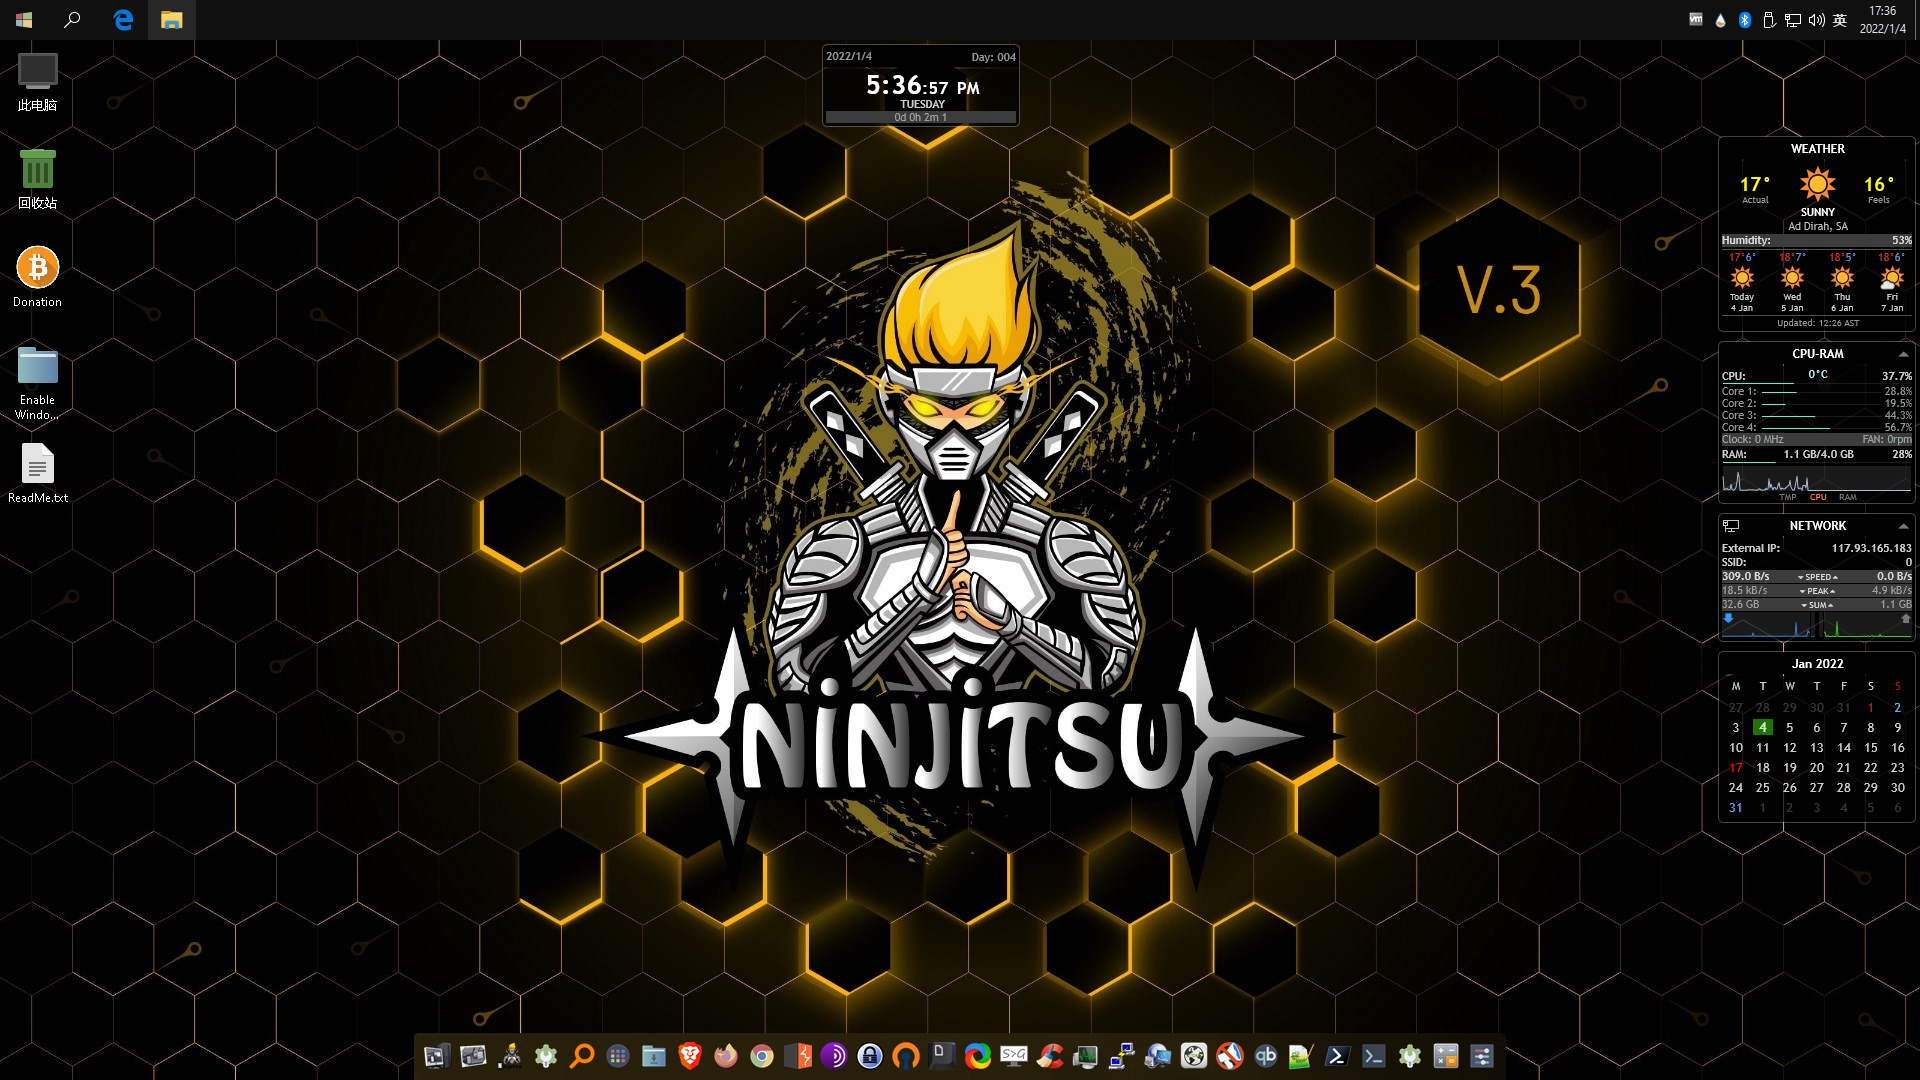 英
17:36
2022/1/4
此电脑
回收站
Donation
Enable
Windo...
ReadMe.txt
2022/1/4 Day: 004
5:36:57 PM
TUESDAY
0d 0h 2m 1
V.3
NiNJiTSU
WEATHER
17° 16°
Actual Feels
SUNNY
Ad Dirah, SA
Humidity: 53%
17°6° 18°7° 18°5° 18°6°
Today Wed Thu Fri
4 Jan 5 Jan 6 Jan 7 Jan
Updated: 12:26 AST
CPU-RAM
0°C
CPU: 37.7%
Core 1: 28.8%
Core 2: 19.5%
Core 3: 44.3%
Core 4: 56.7%
Clock: 0 MHz FAN: 0rpm
RAM: 1.1 GB/4.0 GB 28%
TMP CPU RAM
NETWORK
External IP: 117.93.165.183
SSID: 0
309.0 B/s SPEED 0.0 B/s
18.5 kB/s PEAK 4.9 kB/s
32.6 GB SUM 1.1 GB
Jan 2022
M T W T F S S
27 28 29 30 31 1 2
3 4 5 6 7 8 9
10 11 12 13 14 15 16
17 18 19 20 21 22 23
24 25 26 27 28 29 30
31 1 2 3 4 5 6
D
S>G
qb